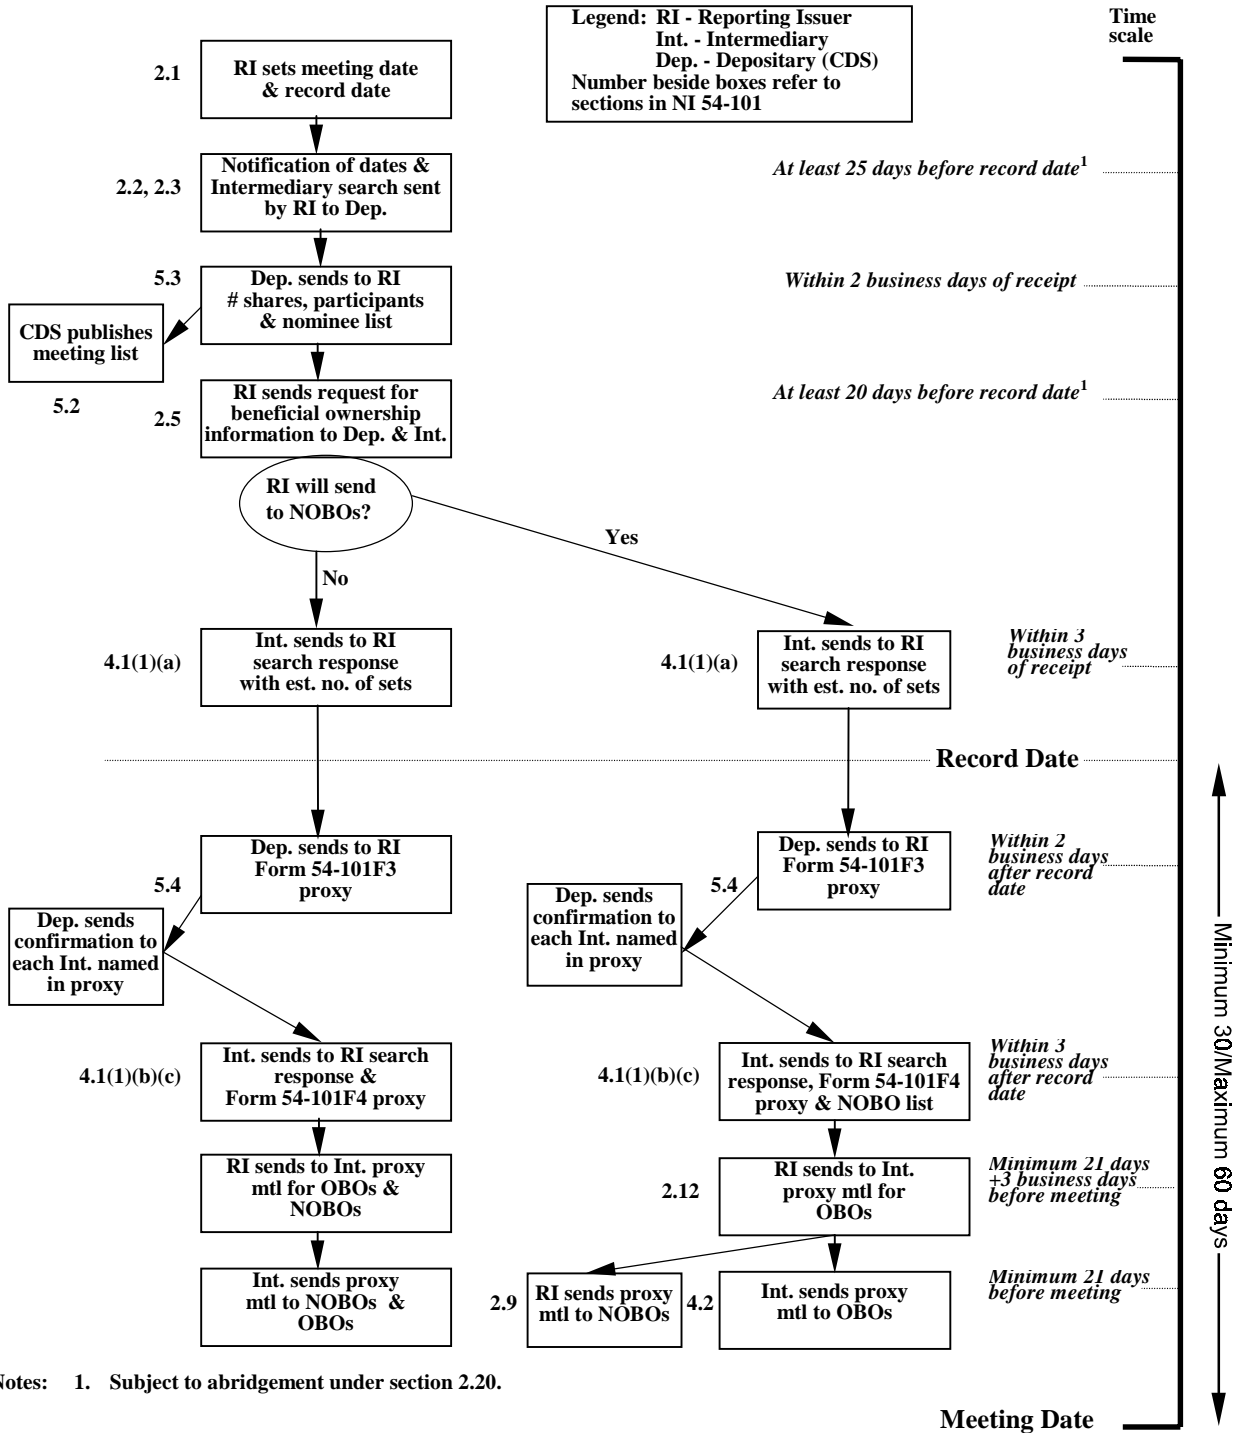 Legend: RI - Reporting Issuer
Int. - Intermediary
Dep. - Depositary (CDS)
Number beside boxes refer to
sections in NI 54-101
Time
scale
2.1
RI sets meeting date
& record date
2.2, 2.3
Notification of dates &
Intermediary search sent
by RI to Dep.
At least 25 days before record date1
5.3
Dep. sends to RI
# shares, participants
& nominee list
Within 2 business days of receipt
CDS publishes
meeting list
5.2
2.5
RI sends request for
beneficial ownership
information to Dep. & Int.
At least 20 days before record date1
RI will send
to NOBOs?
Yes
No
4.1(1)(a)
Int. sends to RI
search response
with est. no. of sets
4.1(1)(a)
Int. sends to RI
search response
with est. no. of sets
Within 3
business days
of receipt
Record Date
Dep. sends to RI
Form 54-101F3
proxy
5.4
Dep. sends
confirmation to
each Int. named
in proxy
Dep. sends to RI
Form 54-101F3
proxy
5.4
Dep. sends
confirmation to
each Int. named
in proxy
Within 2
business days
after record
date
4.1(1)(b)(c)
Int. sends to RI search
response &
Form 54-101F4 proxy
4.1(1)(b)(c)
Int. sends to RI search
response, Form 54-101F4
proxy & NOBO list
Within 3
business days
after record
date
RI sends to Int. proxy
mtl for OBOs &
NOBOs
2.12
RI sends to Int.
proxy mtl for
OBOs
Minimum 21 days
+3 business days
before meeting
Int. sends proxy
mtl to NOBOs &
OBOs
2.9
RI sends proxy
mtl to NOBOs
4.2
Int. sends proxy
mtl to OBOs
Minimum 21 days
before meeting
Minimum 30/Maximum 60 days
Notes: 1. Subject to abridgement under section 2.20.
Meeting Date